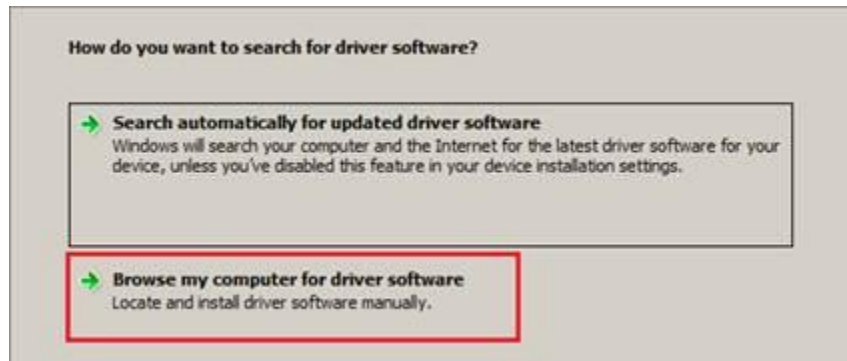 How do you want to search for driver software?
Search automatically for updated driver software
Windows will search your computer and the Internet for the latest driver software for your
device, unless you've disabled this feature in your device installation settings.
Browse my computer for driver software
Locate and install driver software manually.